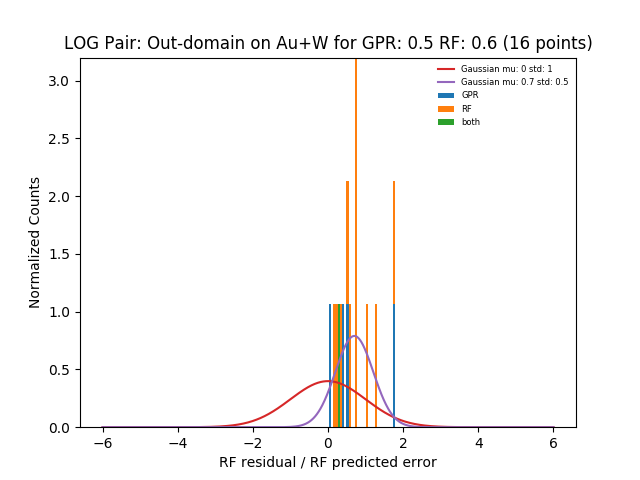 LOG Pair: Out-domain on Au+W for GPR: 0.5 RF: 0.6 (16 points)
Gaussian mu: 0 std: 1
Gaussian mu: 0.7 std: 0.5
GPR
RF
both
Normalized Counts
3.0
2.5
2.0
1.5
1.0
0.5
0.0
−6 −4 −2 0 2 4 6
RF residual / RF predicted error